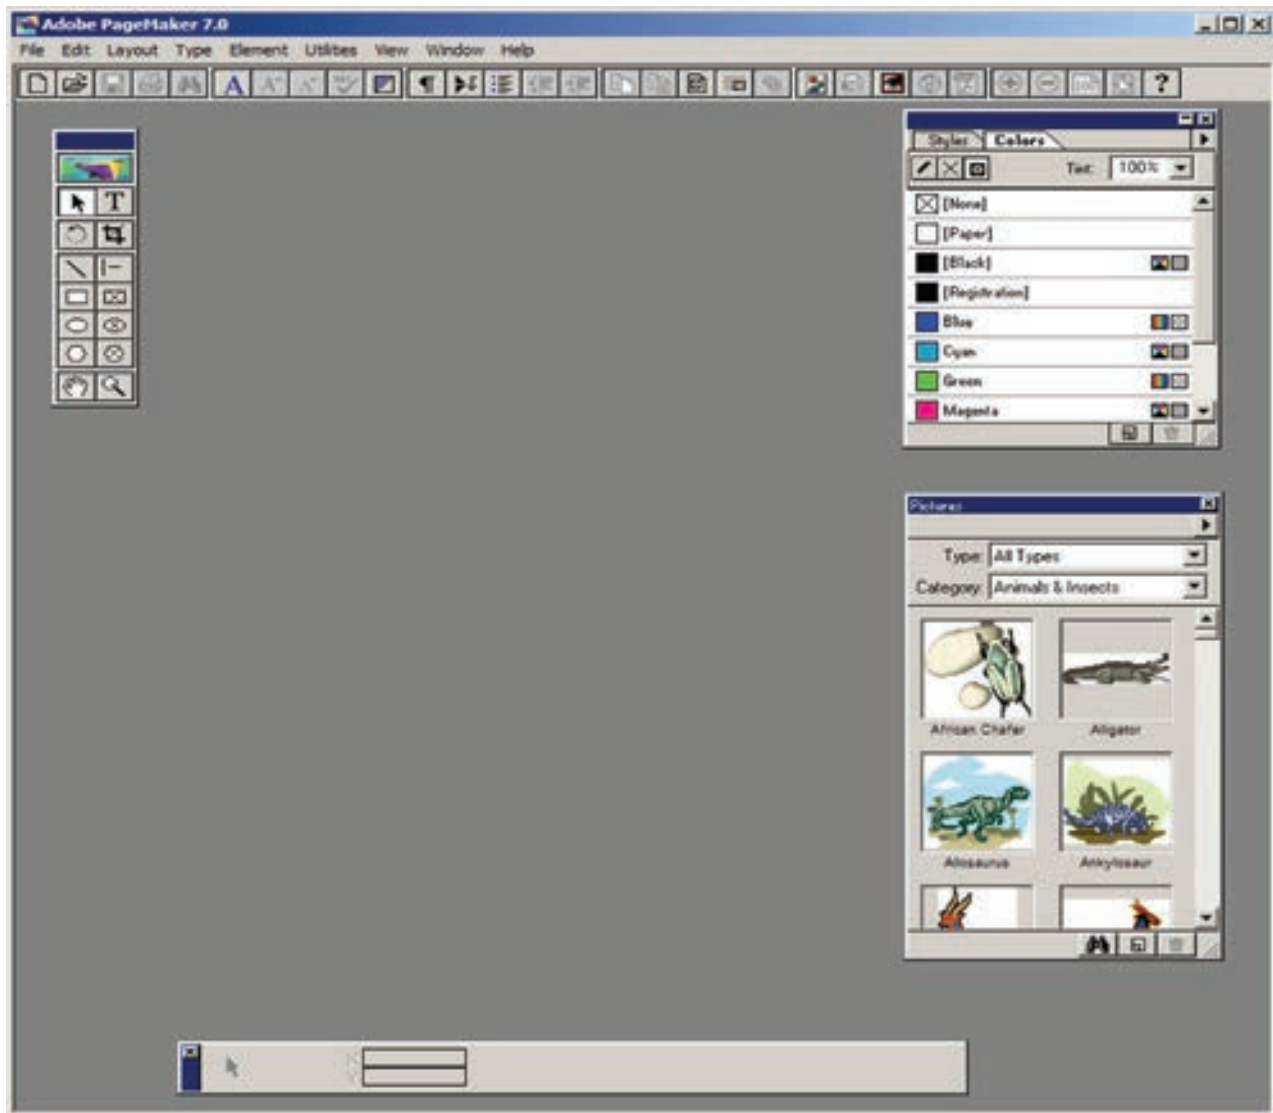 Adobe PageMaker 7.0
File Edit Layout Type Element Utilities View Window Help
A ?
T
Styles Colors
Tint: 100%
[None]
[Paper]
[Black]
[Registration]
Blue
Cyan
Green
Magenta
Pictures
Type: All Types
Category: Animals & Insects
African Chafer Alligator
Allosaurus Ankylosaur